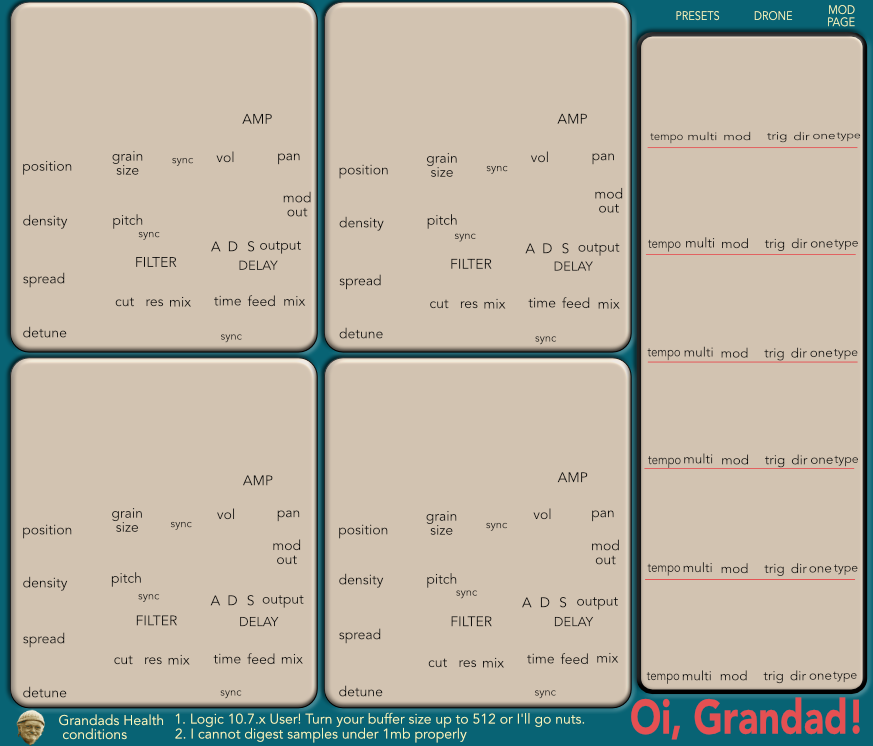 PRESETS DRONE MOD
PAGE
AMP
grain
size sync vol pan
position
mod
out
density pitch
sync
A D S output
FILTER DELAY
spread
cut res mix time feed mix
detune sync
AMP
grain
size sync vol pan
position
mod
out
density pitch
sync
A D S output
FILTER DELAY
spread
cut res mix time feed mix
detune sync
AMP
grain
size sync vol pan
position
mod
out
density pitch
sync
A D S output
FILTER DELAY
spread
cut res mix time feed mix
detune sync
AMP
grain
size sync vol pan
position
mod
out
density pitch
sync
A D S output
FILTER DELAY
spread
cut res mix time feed mix
detune sync
tempo multi mod trig dir one type
tempo multi mod trig dir one type
tempo multi mod trig dir one type
tempo multi mod trig dir one type
tempo multi mod trig dir one type
tempo multi mod trig dir one type
Grandads Health
conditions
1. Logic 10.7.x User! Turn your buffer size up to 512 or I'll go nuts.
2. I cannot digest samples under 1mb properly
Oi, Grandad!